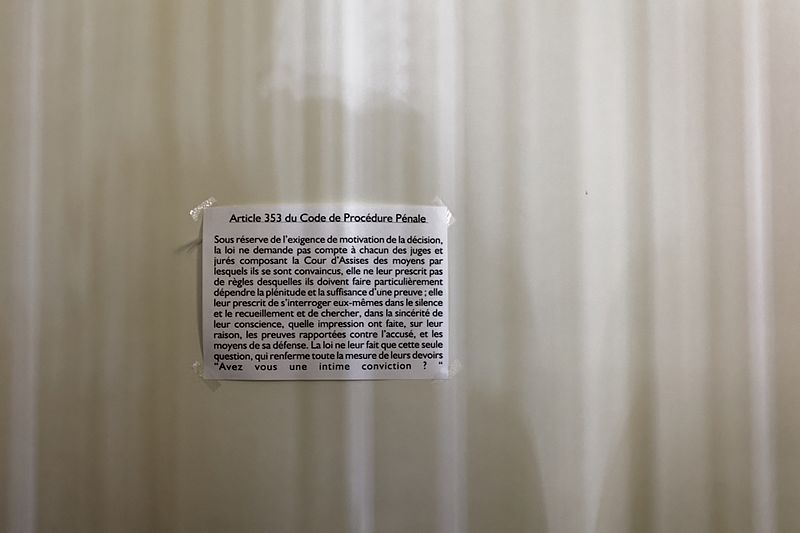 Article 353 du Code de Procédure Pénale
Sous réserve de l'exigence de motivation de la décision,
la loi ne demande pas compte à chacun des juges et
jurés composant la Cour d'Assises des moyens par
lesquels ils se sont convaincus, elle ne leur prescrit pas
de règles desquelles ils doivent faire particulièrement
dépendre la plénitude et la suffisance d'une preuve ; elle
leur prescrit de s'interroger eux-mêmes dans le silence
et le recueillement et de chercher, dans la sincérité de
leur conscience, quelle impression ont faite, sur leur
raison, les preuves rapportées contre l'accusé, et les
moyens de sa défense. La loi ne leur fait que cette seule
question, qui renferme toute la mesure de leurs devoirs
"Avez vous une intime conviction ? "